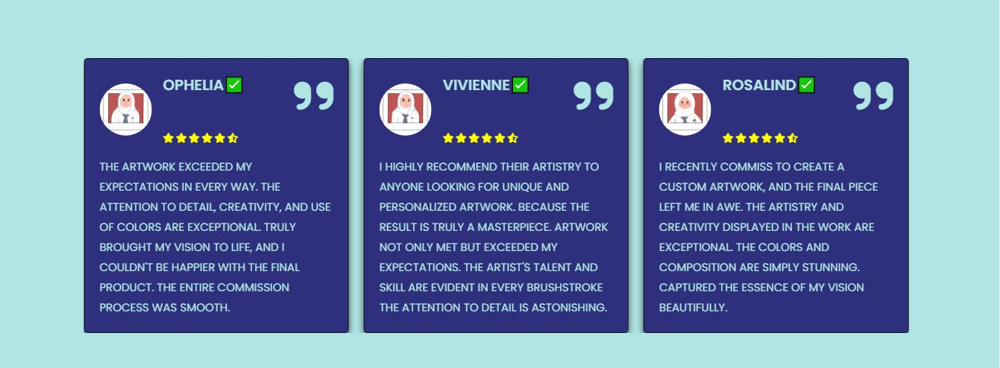 OPHELIA ✅
THE ARTWORK EXCEEDED MY
EXPECTATIONS IN EVERY WAY. THE
ATTENTION TO DETAIL, CREATIVITY, AND USE
OF COLORS ARE EXCEPTIONAL. TRULY
BROUGHT MY VISION TO LIFE, AND I
COULDN'T BE HAPPIER WITH THE FINAL
PRODUCT. THE ENTIRE COMMISSION
PROCESS WAS SMOOTH.
VIVIENNE ✅
I HIGHLY RECOMMEND THEIR ARTISTRY TO
ANYONE LOOKING FOR UNIQUE AND
PERSONALIZED ARTWORK. BECAUSE THE
RESULT IS TRULY A MASTERPIECE. ARTWORK
NOT ONLY MET BUT EXCEEDED MY
EXPECTATIONS. THE ARTIST'S TALENT AND
SKILL ARE EVIDENT IN EVERY BRUSHSTROKE
THE ATTENTION TO DETAIL IS ASTONISHING.
ROSALIND ✅
I RECENTLY COMMISS TO CREATE A
CUSTOM ARTWORK, AND THE FINAL PIECE
LEFT ME IN AWE. THE ARTISTRY AND
CREATIVITY DISPLAYED IN THE WORK ARE
EXCEPTIONAL. THE COLORS AND
COMPOSITION ARE SIMPLY STUNNING.
CAPTURED THE ESSENCE OF MY VISION
BEAUTIFULLY.